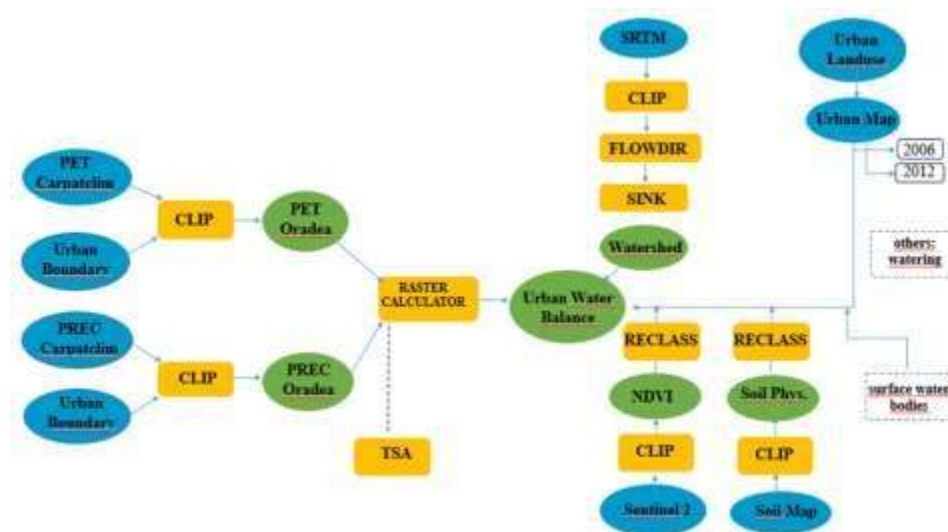 SRTM
CLIP
FLOWDIR
SINK
Watershed
Urban
Landuse
Urban Map
2006
2012
others:
watering
PET
Carpatclim
Urban
Boundary
CLIP
PET
Oradea
PREC
Carpatclim
Urban
Boundary
CLIP
PREC
Oradea
RASTER
CALCULATOR
TSA
Urban Water
Balance
RECLASS
NDVI
CLIP
Sentinel 2
RECLASS
Soil Phys.
CLIP
Soil Map
surface water
bodies